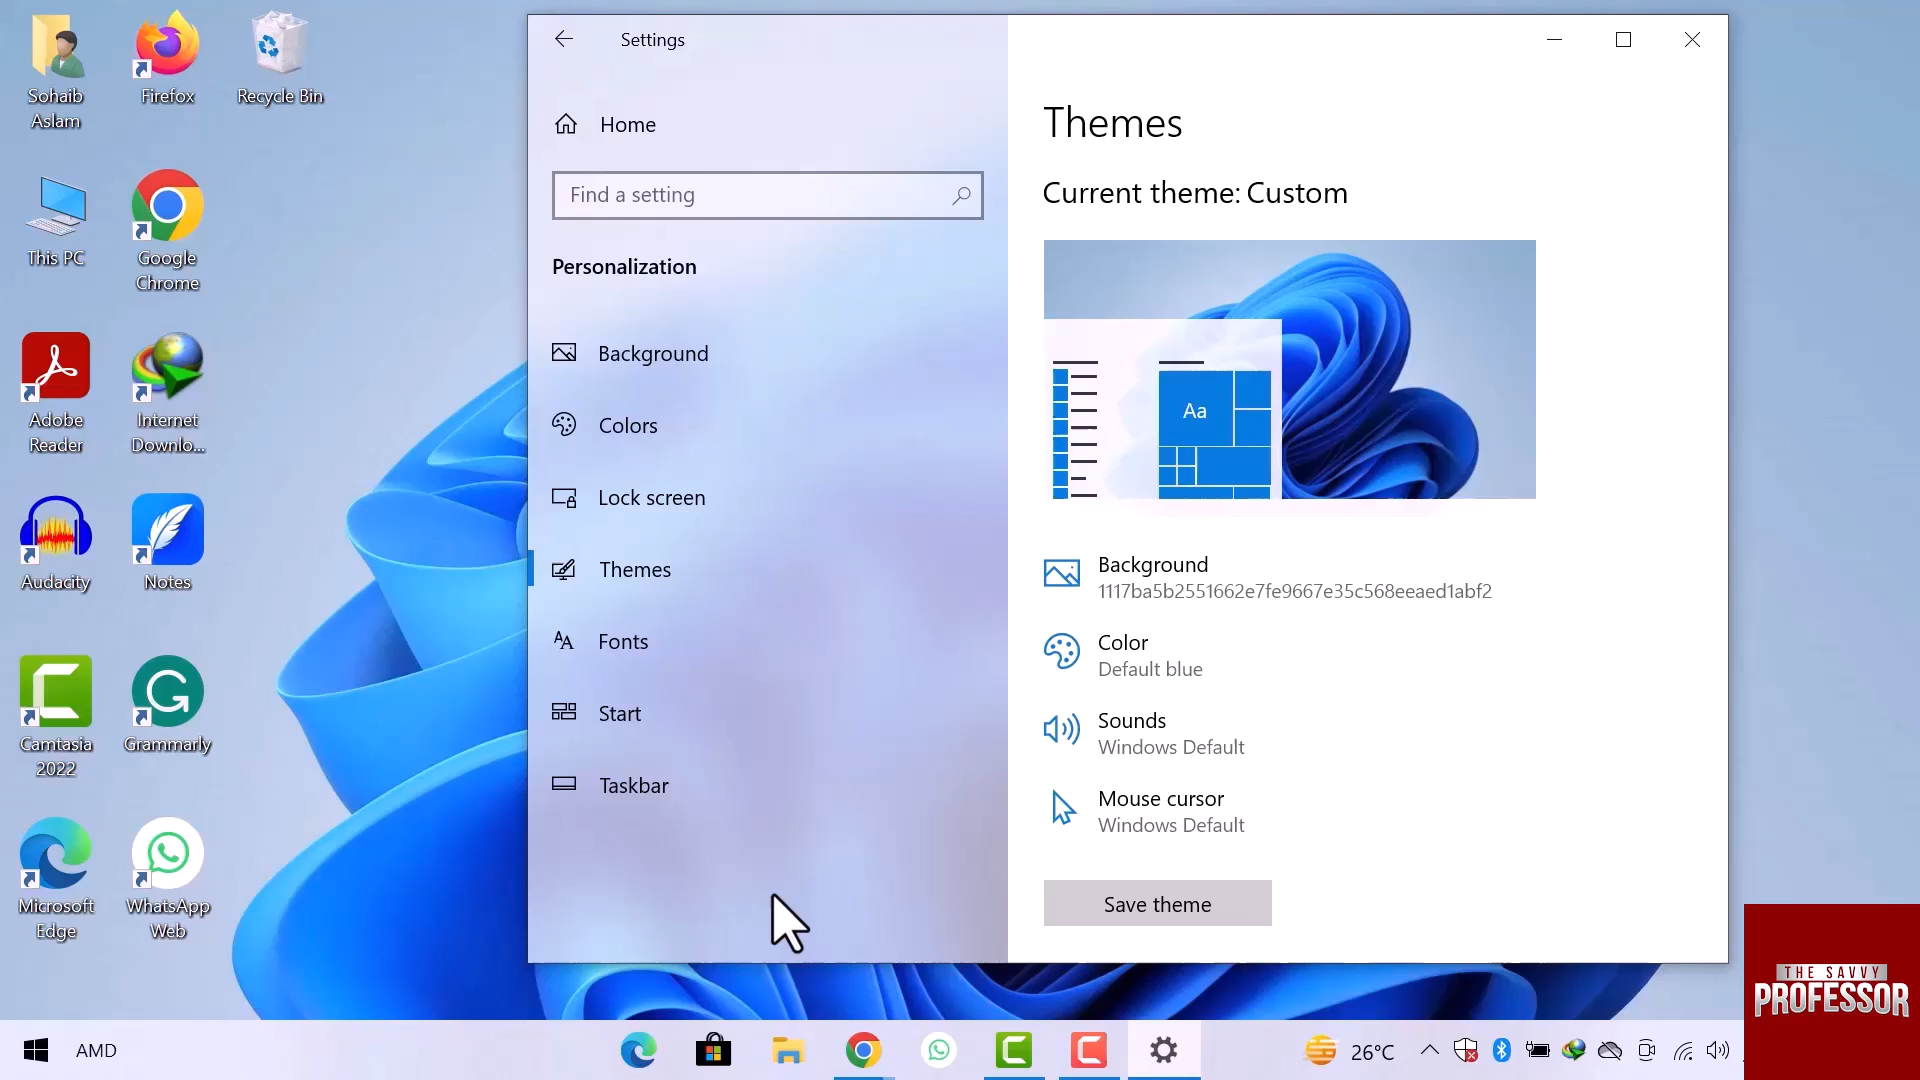 Sohaib
Aslam
Firefox
Recycle Bin
This PC
Google
Chrome
Adobe
Reader
Internet
Downlo...
Audacity
Notes
Camtasia
2022
Grammarly
Microsoft
Edge
WhatsApp
Web
Settings
Home
Find a setting
Personalization
Background
Colors
Lock screen
Themes
Fonts
Start
Taskbar
Themes
Current theme: Custom
Aa
Background
1117ba5b2551662e7fe9667e35c568eeaed1abf2
Color
Default blue
Sounds
Windows Default
Mouse cursor
Windows Default
Save theme
THE SAVVY
PROFESSOR
AMD
26°C